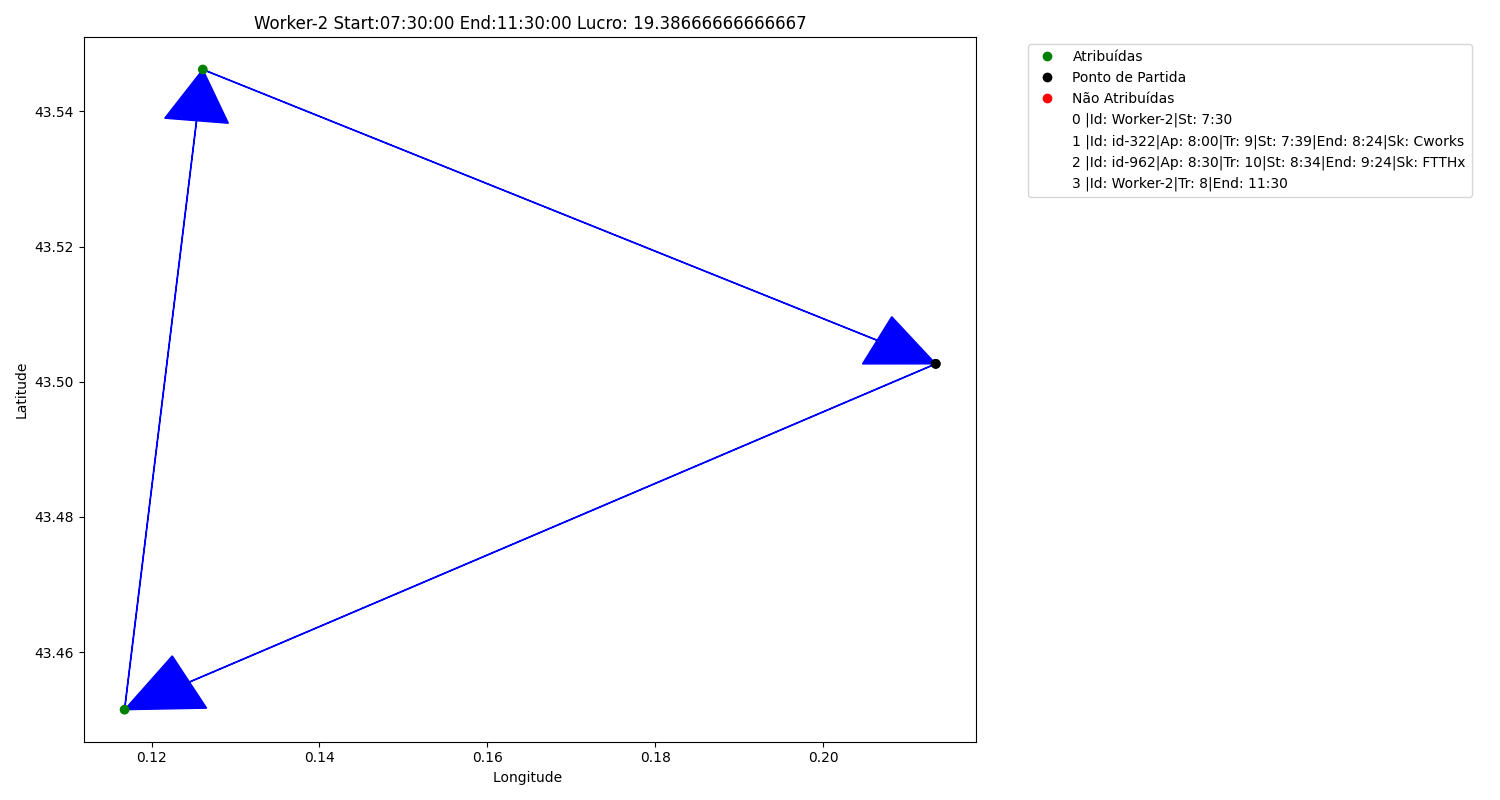 Worker-2 Start:07:30:00 End:11:30:00 Lucro: 19.38666666666667
Atribuídas
Ponto de Partida
Não Atribuídas
0 |Id: Worker-2|St: 7:30
1 |Id: id-322|Ap: 8:00|Tr: 9|St: 7:39|End: 8:24|Sk: Cworks
2 |Id: id-962|Ap: 8:30|Tr: 10|St: 8:34|End: 9:24|Sk: FTTHx
3 |Id: Worker-2|Tr: 8|End: 11:30
Latitude
43.54
43.52
43.50
43.48
43.46
0.12 0.14 0.16 0.18 0.20
Longitude